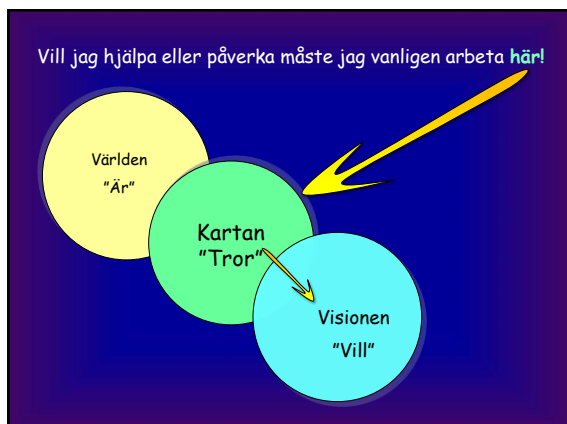 Vill jag hjälpa eller påverka måste jag vanligen arbeta här!
Världen
”Är”
Kartan
”Tror”
Visionen
”Vill”